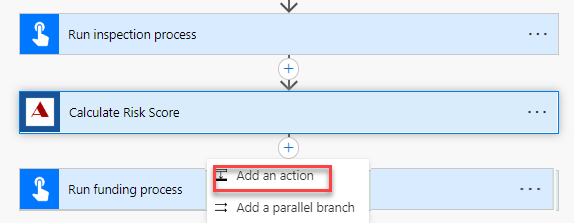 Run inspection process
Calculate Risk Score
Add an action
Run funding process
Add a parallel branch